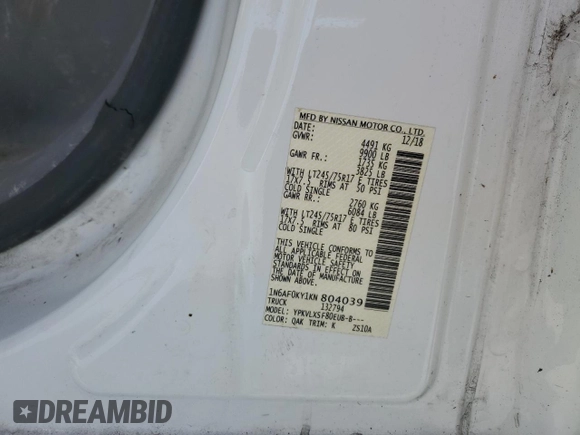 MFD BY NISSAN MOTOR CO., LTD.
DATE: 12/18
GVWR: 4491 KG
9900 LB
GAWR FR.: 1735 KG
3825 LB
WITH LT245/75R17 E TIRES
17X7.5 RIMS AT 50 PSI
COLD SINGLE
GAWR RR.: 2760 KG
6084 LB
WITH LT245/75R17 E TIRES
17X7.5 RIMS AT 80 PSI
COLD SINGLE
THIS VEHICLE CONFORMS TO
ALL APPLICABLE FEDERAL
MOTOR VEHICLE SAFETY
STANDARDS IN EFFECT ON
THE DATE OF MANUFACTURE
SHOWN ABOVE.
1N6AF0KY1KN 804039
TRUCK 132794
MODEL: YPKVLXSF80EUB-B---
COLOR: QAK TRIM: K ZS10A
DREAMBID